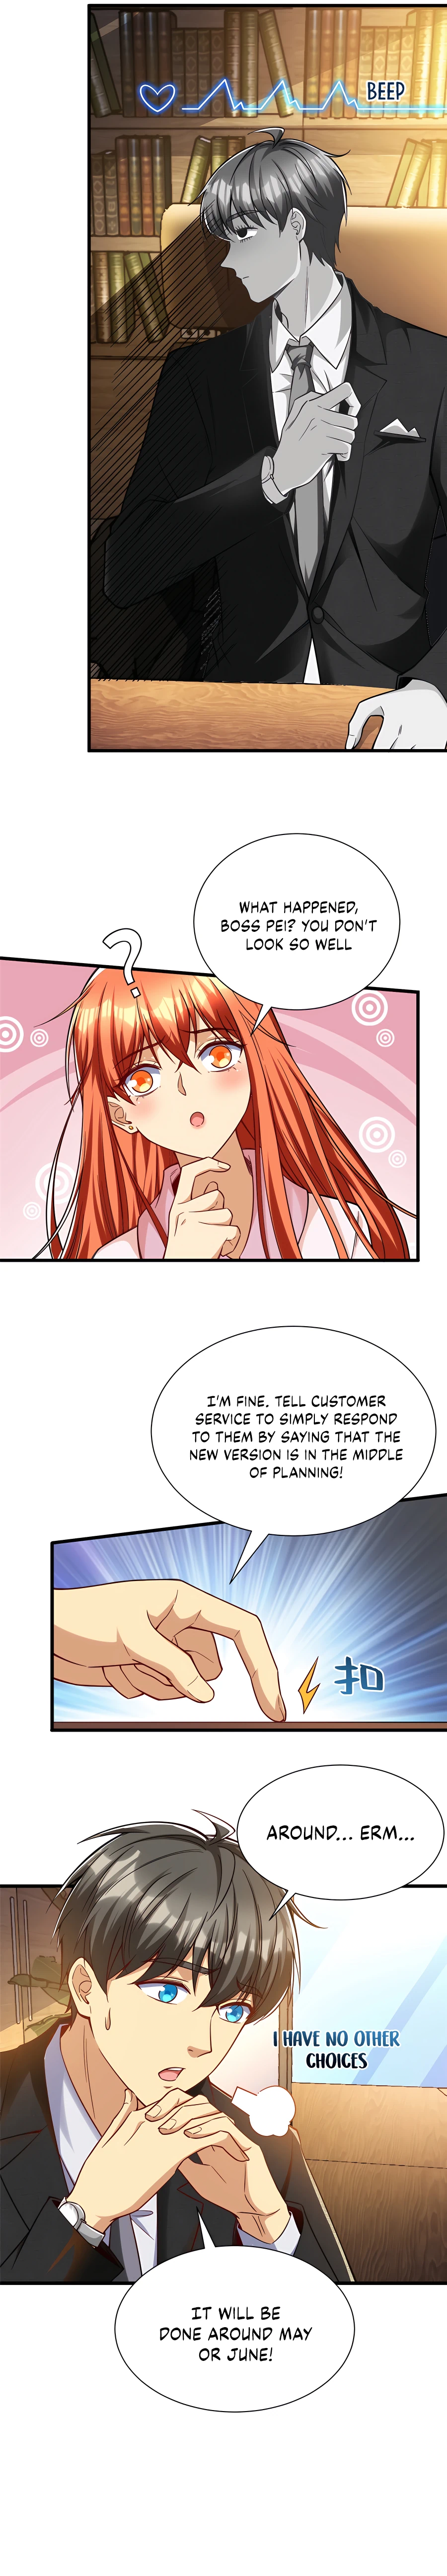 BEEP
WHAT HAPPENED,
BOSS PEI? YOU DON'T
LOOK SO WELL
?
I'M FINE. TELL CUSTOMER
SERVICE TO SIMPLY RESPOND
TO THEM BY SAYING THAT THE
NEW VERSION IS IN THE MIDDLE
OF PLANNING!
扣
AROUND... ERM...
I HAVE NO OTHER
CHOICES
IT WILL BE
DONE AROUND MAY
OR JUNE!